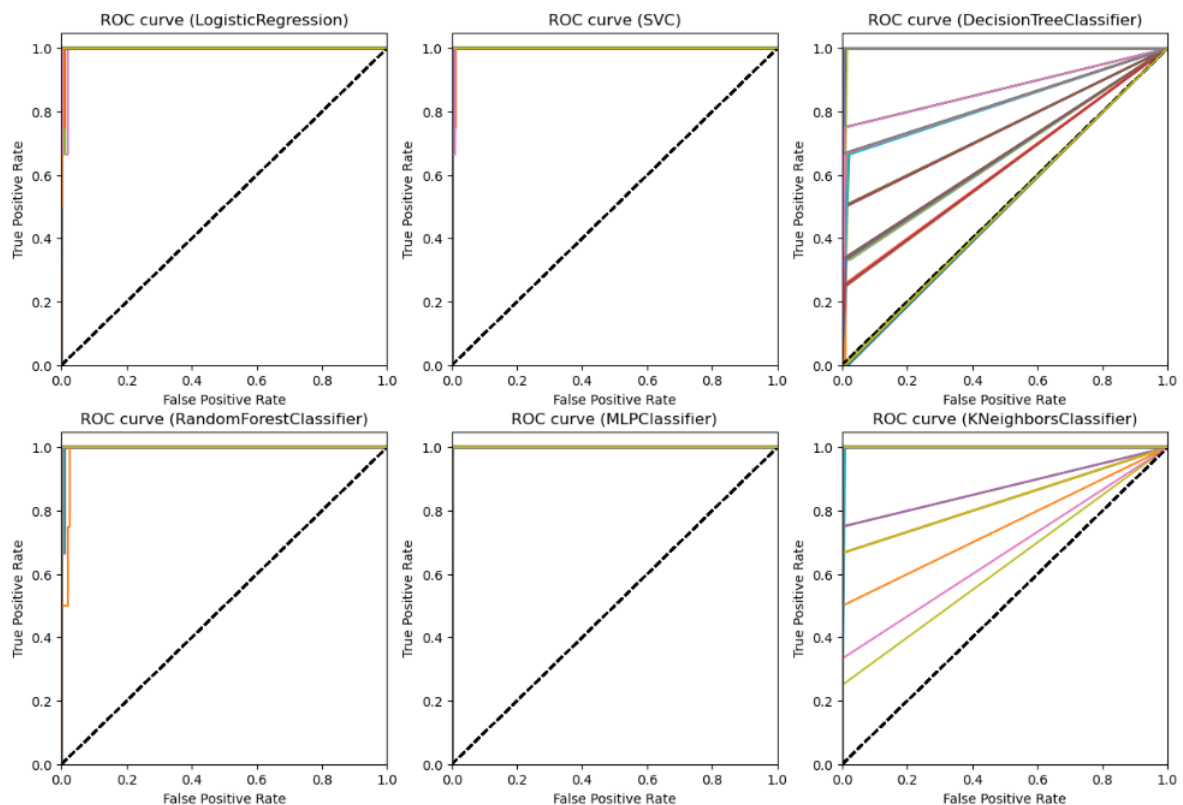 ROC curve (LogisticRegression)
1.0
0.8
0.6
0.4
0.2
0.0
True Positive Rate
0.0 0.2 0.4 0.6 0.8 1.0
False Positive Rate
ROC curve (SVC)
1.0
0.8
0.6
0.4
0.2
0.0
True Positive Rate
0.0 0.2 0.4 0.6 0.8 1.0
False Positive Rate
ROC curve (DecisionTreeClassifier)
1.0
0.8
0.6
0.4
0.2
0.0
True Positive Rate
0.0 0.2 0.4 0.6 0.8 1.0
False Positive Rate
ROC curve (RandomForestClassifier)
1.0
0.8
0.6
0.4
0.2
0.0
True Positive Rate
0.0 0.2 0.4 0.6 0.8 1.0
False Positive Rate
ROC curve (MLPClassifier)
1.0
0.8
0.6
0.4
0.2
0.0
True Positive Rate
0.0 0.2 0.4 0.6 0.8 1.0
False Positive Rate
ROC curve (KNeighborsClassifier)
1.0
0.8
0.6
0.4
0.2
0.0
True Positive Rate
0.0 0.2 0.4 0.6 0.8 1.0
False Positive Rate